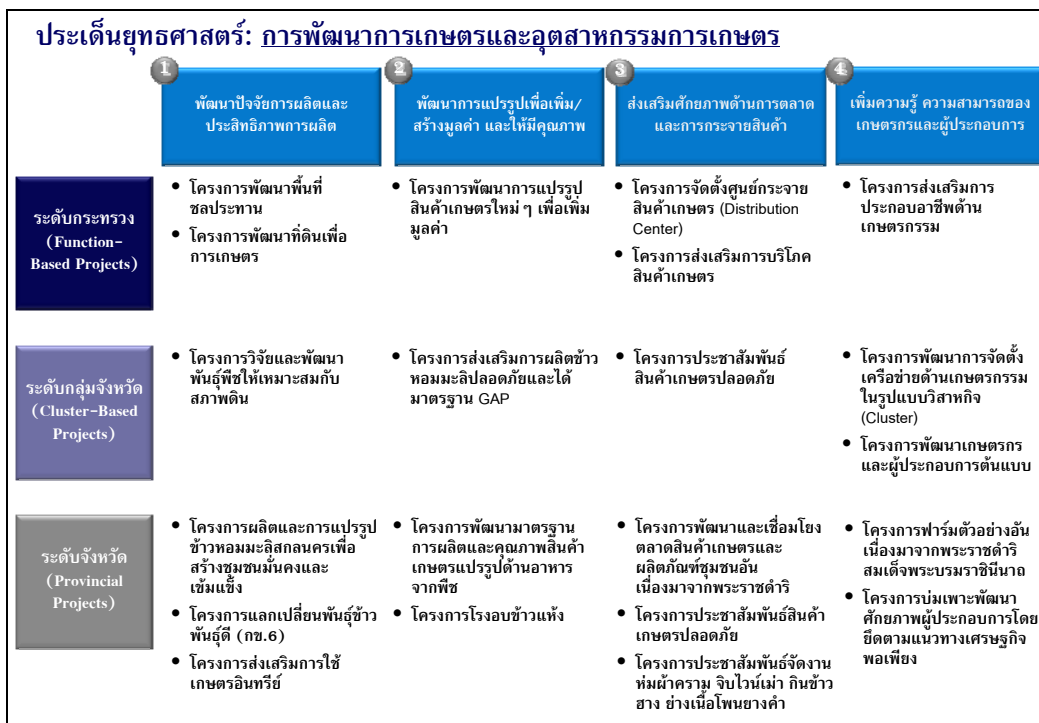 ประเด็นยุทธศาสตร์: การพัฒนาการเกษตรและอุตสาหกรรมการเกษตร
1
พัฒนาปัจจัยการผลิตและ
ประสิทธิภาพการผลิต
2
พัฒนาการแปรรูปเพื่อเพิ่ม/
สร้างมูลค่า และให้มีคุณภาพ
3
ส่งเสริมศักยภาพด้านการตลาด
และการกระจายสินค้า
4
เพิ่มความรู้ ความสามารถของ
เกษตรกรและผู้ประกอบการ
ระดับกระทรวง
(Function-
Based Projects)
• โครงการพัฒนาพื้นที่
ชลประทาน
• โครงการพัฒนาที่ดินเพื่อ
การเกษตร
• โครงการพัฒนาการแปรรูป
สินค้าเกษตรใหม่ ๆ เพื่อเพิ่ม
มูลค่า
• โครงการจัดตั้งศูนย์กระจาย
สินค้าเกษตร (Distribution
Center)
• โครงการส่งเสริมการบริโภค
สินค้าเกษตร
• โครงการส่งเสริมการ
ประกอบอาชีพด้าน
เกษตรกรรม
ระดับกลุ่มจังหวัด
(Cluster-Based
Projects)
• โครงการวิจัยและพัฒนา
พันธุ์พืชให้เหมาะสมกับ
สภาพดิน
• โครงการส่งเสริมการผลิตข้าว
หอมมะลิปลอดภัยและได้
มาตรฐาน GAP
• โครงการประชาสัมพันธ์
สินค้าเกษตรปลอดภัย
• โครงการพัฒนาการจัดตั้ง
เครือข่ายด้านเกษตรกรรม
ในรูปแบบวิสาหกิจ
(Cluster)
• โครงการพัฒนาเกษตรกร
และผู้ประกอบการต้นแบบ
ระดับจังหวัด
(Provincial
Projects)
• โครงการผลิตและการแปรรูป
ข้าวหอมมะลิสกลนครเพื่อ
สร้างชุมชนมั่นคงและ
เข้มแข็ง
• โครงการแลกเปลี่ยนพันธุ์ข้าว
พันธุ์ดี (กข.6)
• โครงการส่งเสริมการใช้
เกษตรอินทรีย์
• โครงการพัฒนามาตรฐาน
การผลิตและคุณภาพสินค้า
เกษตรแปรรูปด้านอาหาร
จากพืช
• โครงการโรงอบข้าวแห้ง
• โครงการพัฒนาและเชื่อมโยง
ตลาดสินค้าเกษตรและ
ผลิตภัณฑ์ชุมชนอัน
เนื่องมาจากพระราชดำริ
• โครงการประชาสัมพันธ์สินค้า
เกษตรปลอดภัย
• โครงการประชาสัมพันธ์จัดงาน
ห่มผ้าคราม จิบไวน์เม่า กินข้าว
ฮาง ย่างเนื้อโพนยางคำ
• โครงการฟาร์มตัวอย่างอัน
เนื่องมาจากพระราชดำริ
สมเด็จพระบรมราชินีนาถ
• โครงการบ่มเพาะพัฒนา
ศักยภาพผู้ประกอบการโดย
ยึดตามแนวทางเศรษฐกิจ
พอเพียง